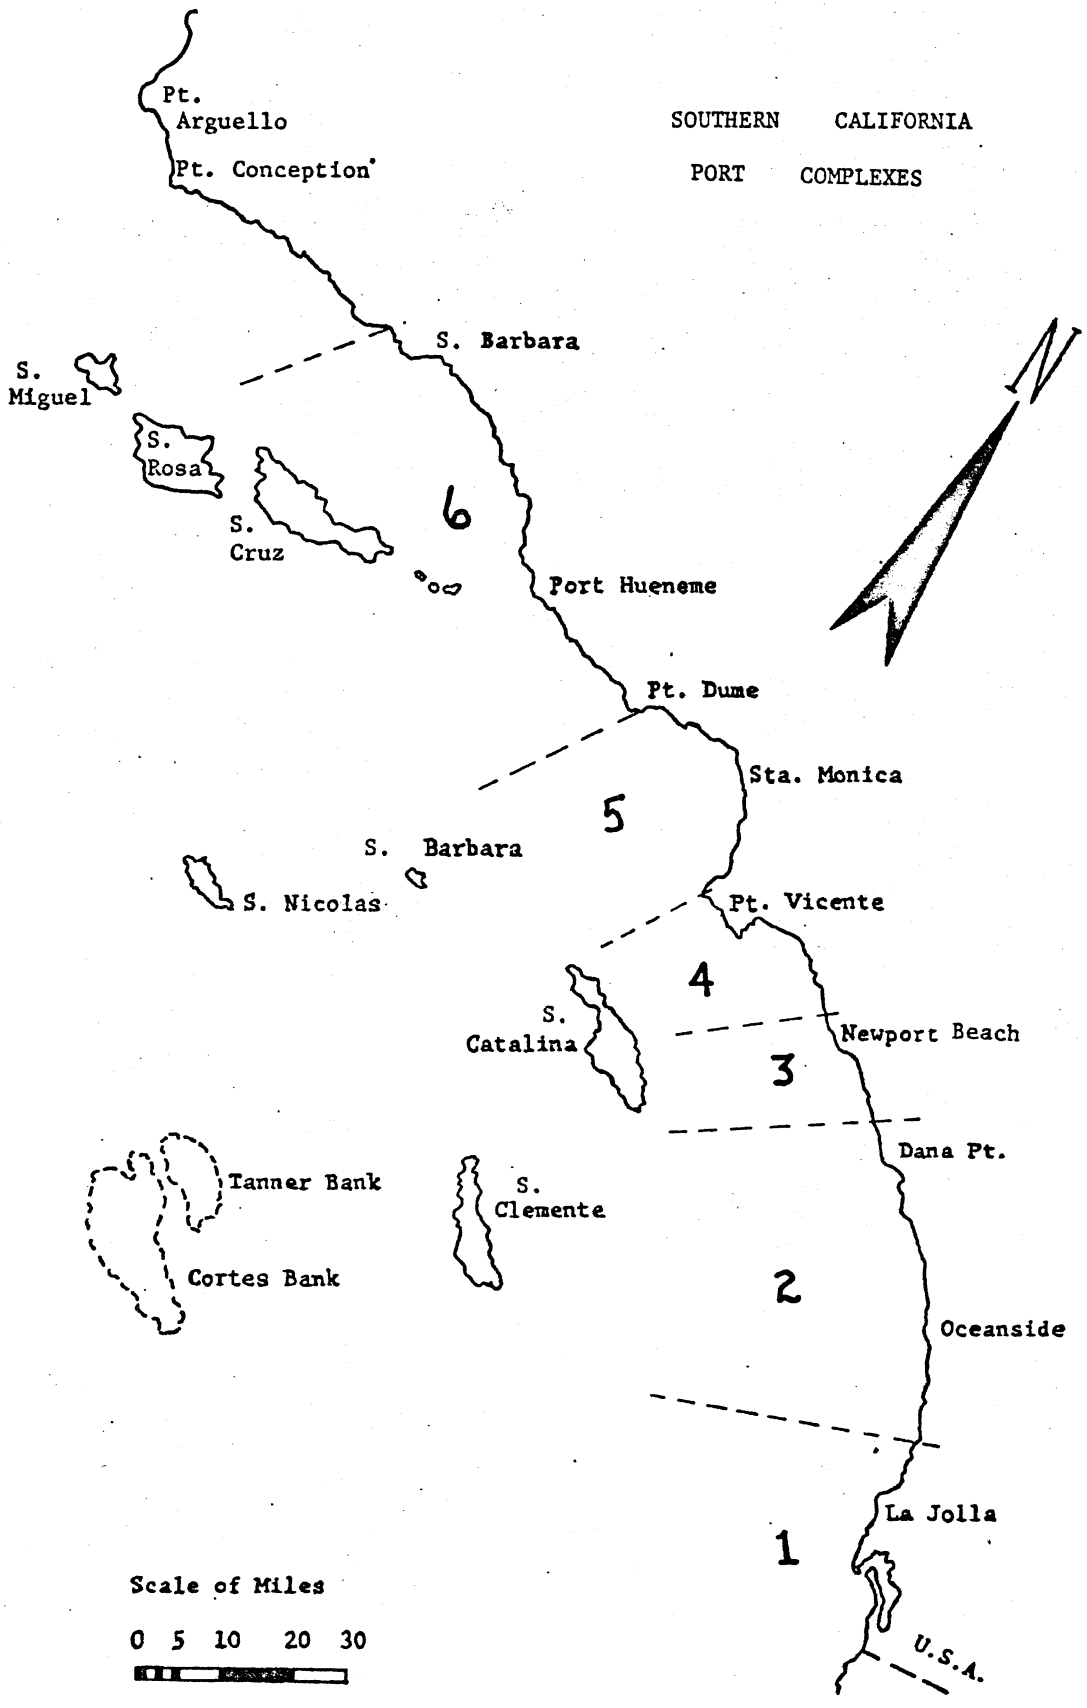 Pt.
Arguello
SOUTHERN CALIFORNIA
Pt. Conception
PORT COMPLEXES
N
S. Barbara
S.
Miguel
S.
Rosa
6
S.
Cruz
Port Hueneme
Pt. Dume
Sta. Monica
5
S. Barbara
S. Nicolas
Pt. Vicente
4
S.
Catalina
Newport Beach
3
Dana Pt.
Tanner Bank
S.
Clemente
Cortes Bank
2
Oceanside
La Jolla
1
Scale of Miles
0 5 10 20 30
U.S.A.